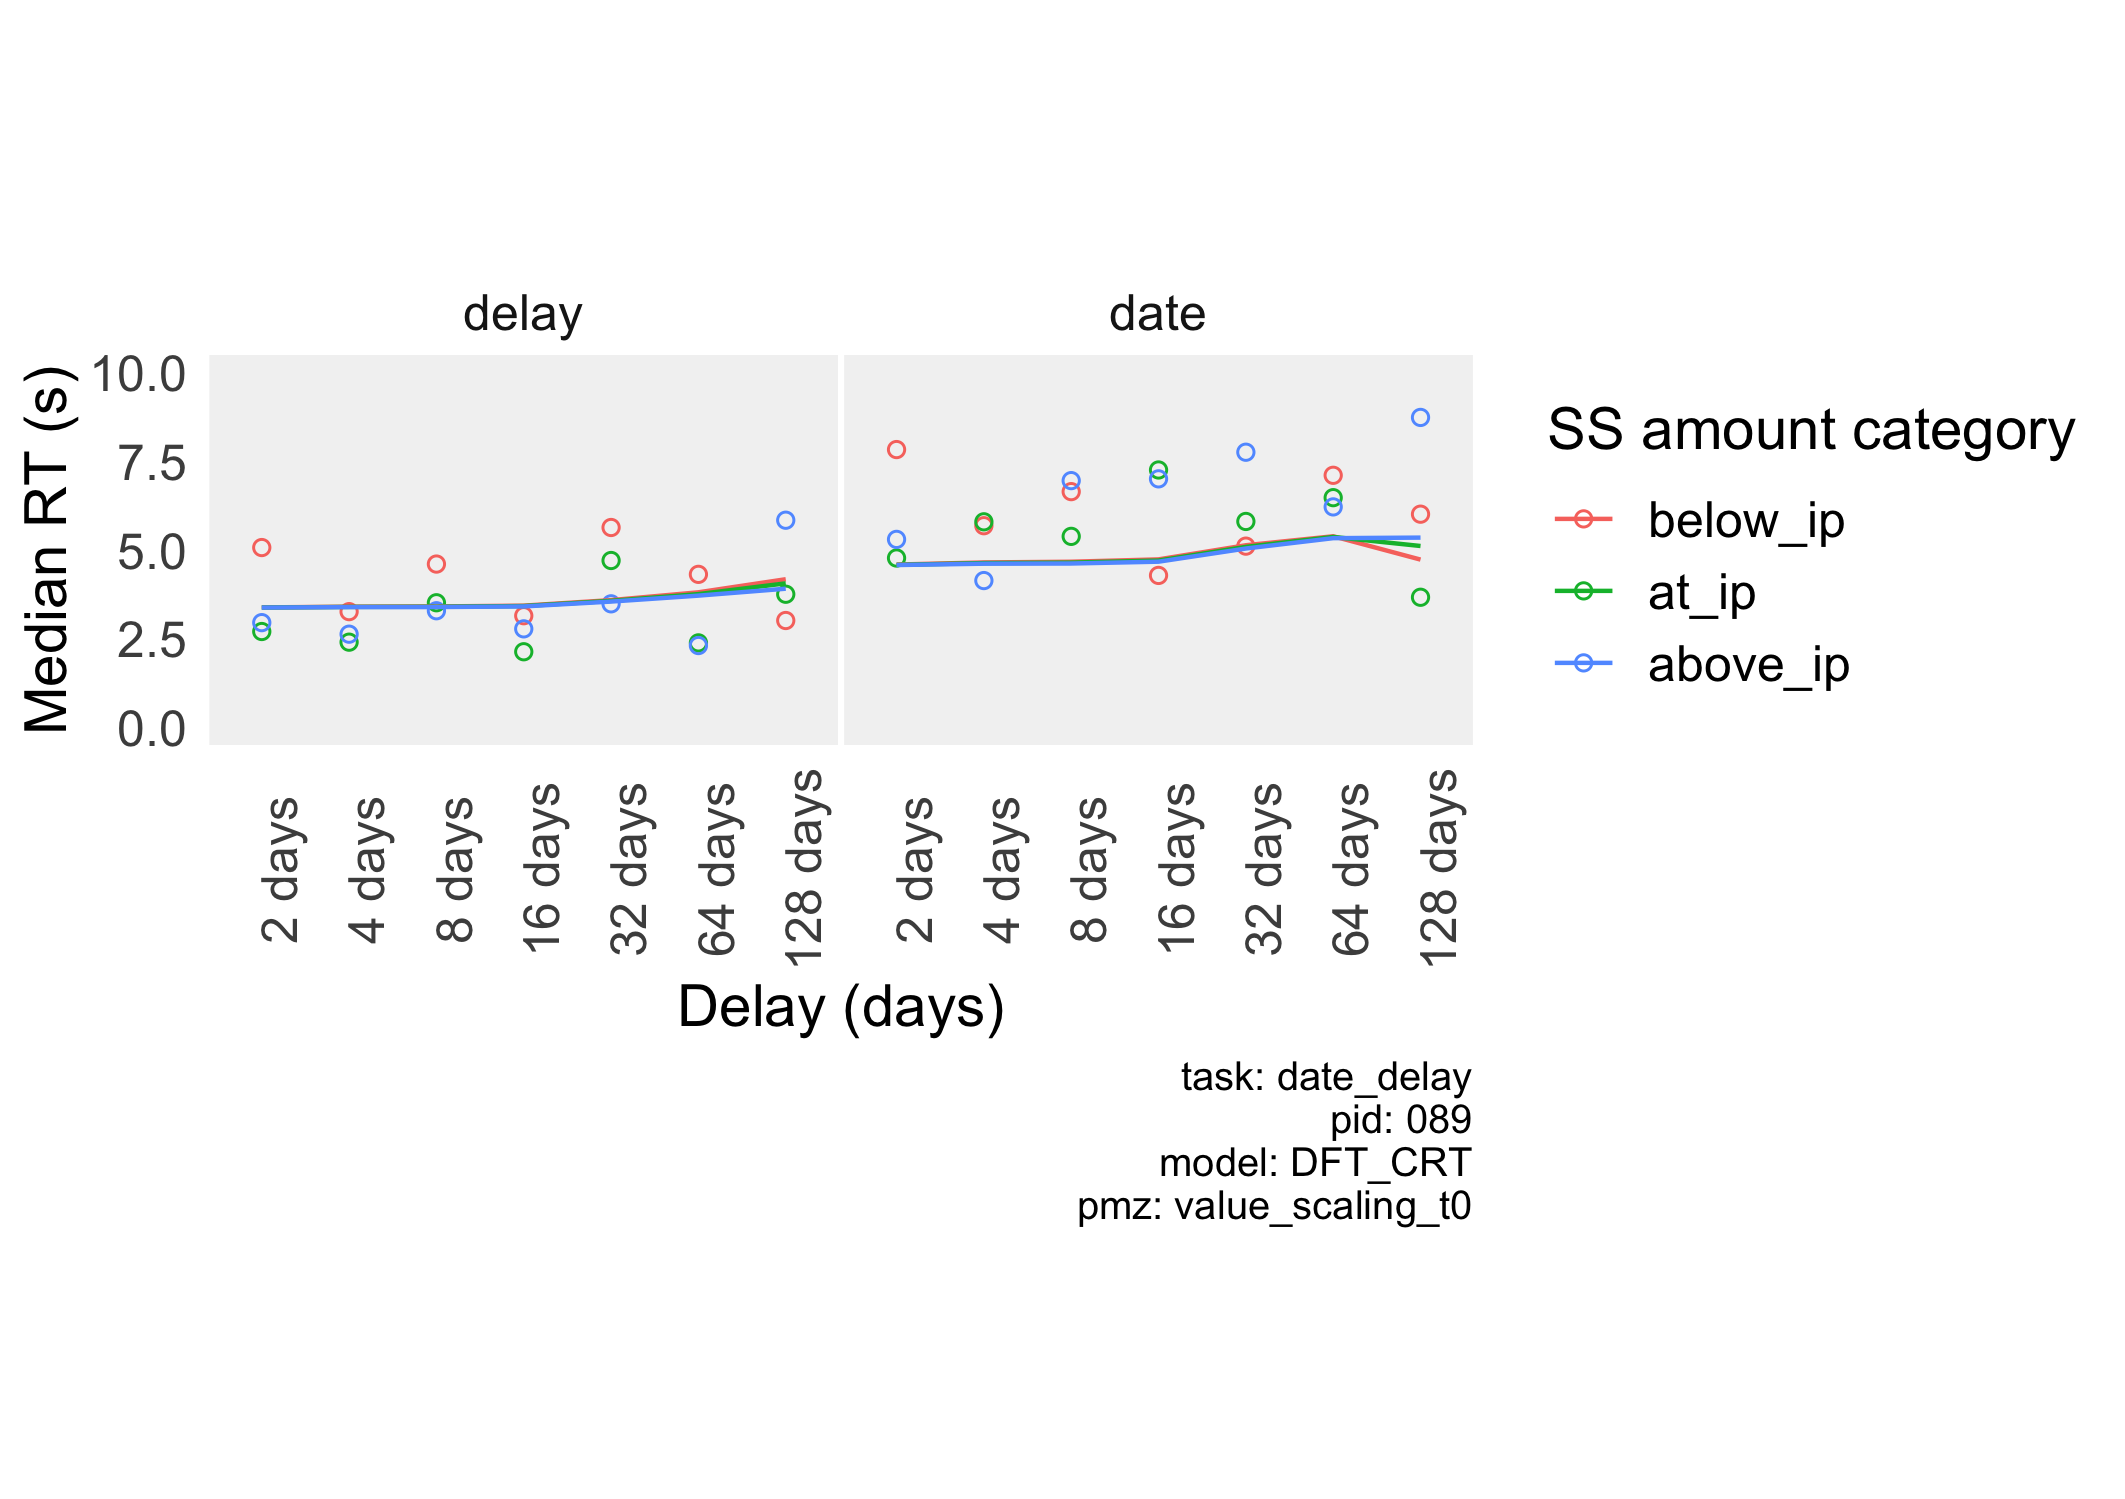 delay
date
Median RT (s)
10.0
7.5
5.0
2.5
0.0
2 days
4 days
8 days
16 days
32 days
64 days
128 days
2 days
4 days
8 days
16 days
32 days
64 days
128 days
Delay (days)
SS amount category
below_ip
at_ip
above_ip
task: date_delay
pid: 089
model: DFT_CRT
pmz: value_scaling_t0